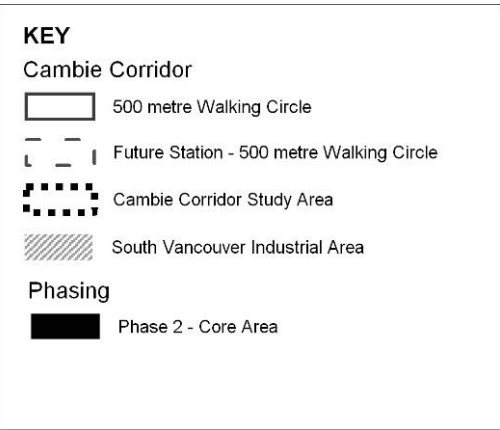 KEY
Cambie Corridor
500 metre Walking Circle
Future Station - 500 metre Walking Circle
Cambie Corridor Study Area
South Vancouver Industrial Area
Phasing
Phase 2 - Core Area